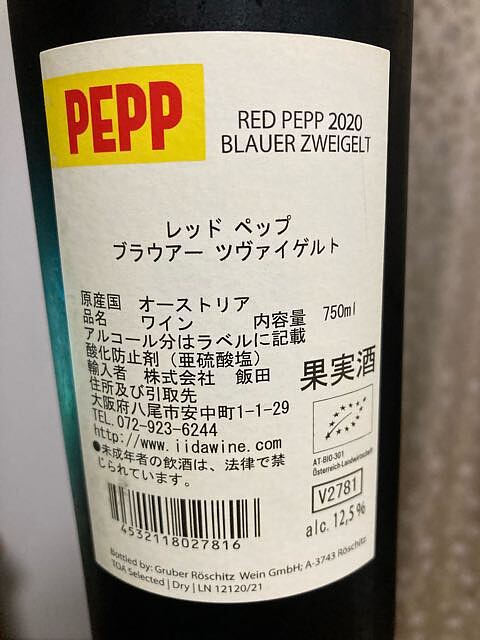 PEPP
RED PEPP 2020
BLAUER ZWEIGELT
レッド ペップ
ブラウアー ツヴァイゲルト
原産国 オーストリア
品名 ワイン 内容量 750ml
アルコール分はラベルに記載
酸化防止剤（亜硫酸塩）
輸入者 株式会社 飯田
果実酒
住所及び引取先
大阪府八尾市安中町1-1-29
TEL.072-923-6244
http://www.iidawine.com
●未成年者の飲酒は、法律で禁
じられています。
AT-BIO-301
Österreich-Landwirtschaft
V2781
alc. 12,5%
4532118027816
Bottled by: Gruber Röschitz Wein GmbH; A-3743 Röschitz
TOA Selected | Dry | LN 12120/21